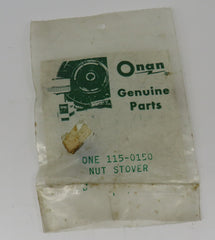 Onan
Genuine
Parts
ONE 115-0150
NUT STOVER